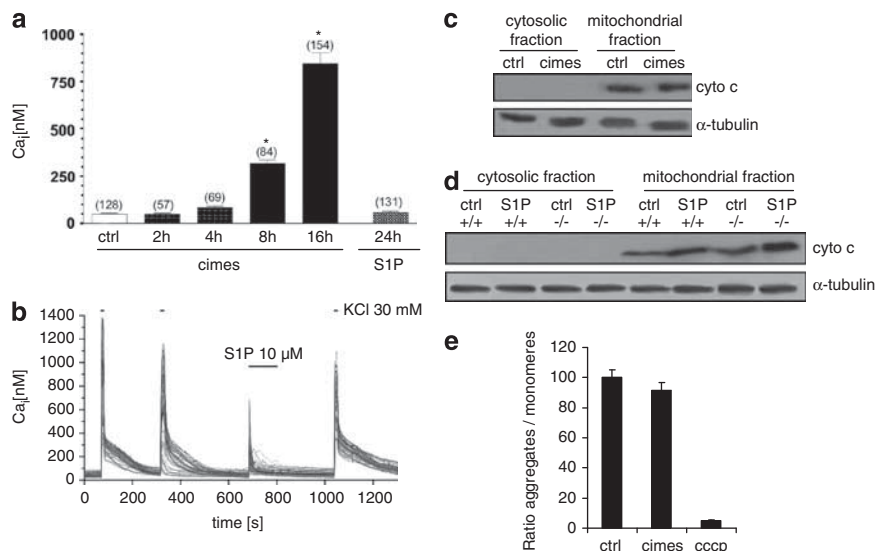 a
1000
750
500
250
0
Ca_i[nM]
(128)
(57)
(69)
*
(84)
*
(154)
(131)
ctrl 2h 4h 8h 16h 24h
cimes S1P
b
1400
1200
1000
800
600
400
200
0
Ca_i[nM]
KCl 30 mM
S1P 10 µM
0 200 400 600 800 1000 1200
time [s]
c
cytosolic fraction
mitochondrial fraction
ctrl cimes ctrl cimes
cyto c
α-tubulin
d
cytosolic fraction mitochondrial fraction
ctrl S1P ctrl S1P ctrl S1P ctrl S1P
+/+ +/+ -/- -/- +/+ +/+ -/- -/-
cyto c
α-tubulin
e
120
100
80
60
40
20
0
Ratio aggregates / monomeres
ctrl cimes cccp